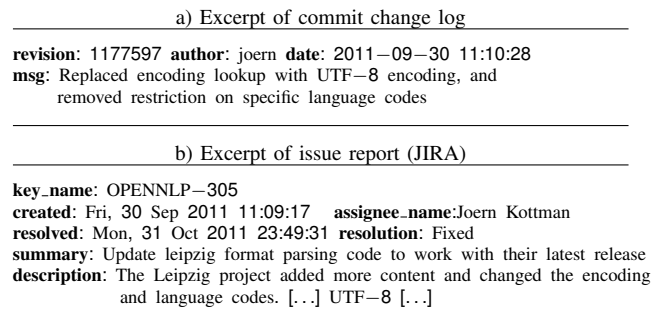 a) Excerpt of commit change log
revision: 1177597 author: joern date: 2011−09−30 11:10:28
msg: Replaced encoding lookup with UTF−8 encoding, and
removed restriction on specific language codes
b) Excerpt of issue report (JIRA)
key_name: OPENNLP−305
created: Fri, 30 Sep 2011 11:09:17 assignee_name:Joern Kottman
resolved: Mon, 31 Oct 2011 23:49:31 resolution: Fixed
summary: Update leipzig format parsing code to work with their latest release
description: The Leipzig project added more content and changed the encoding
and language codes. [...] UTF−8 [...]